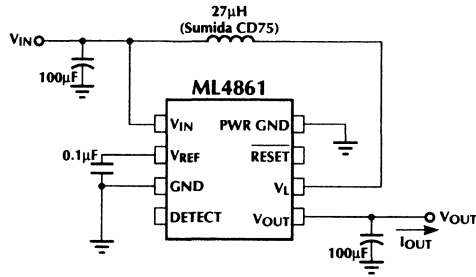 27μH
(Sumida CD75)
VIN
100μF
ML4861
VIN
PWR GND
0.1μF
VREF
RESET
GND
VL
DETECT
VOUT
VOUT
IOUT
100μF